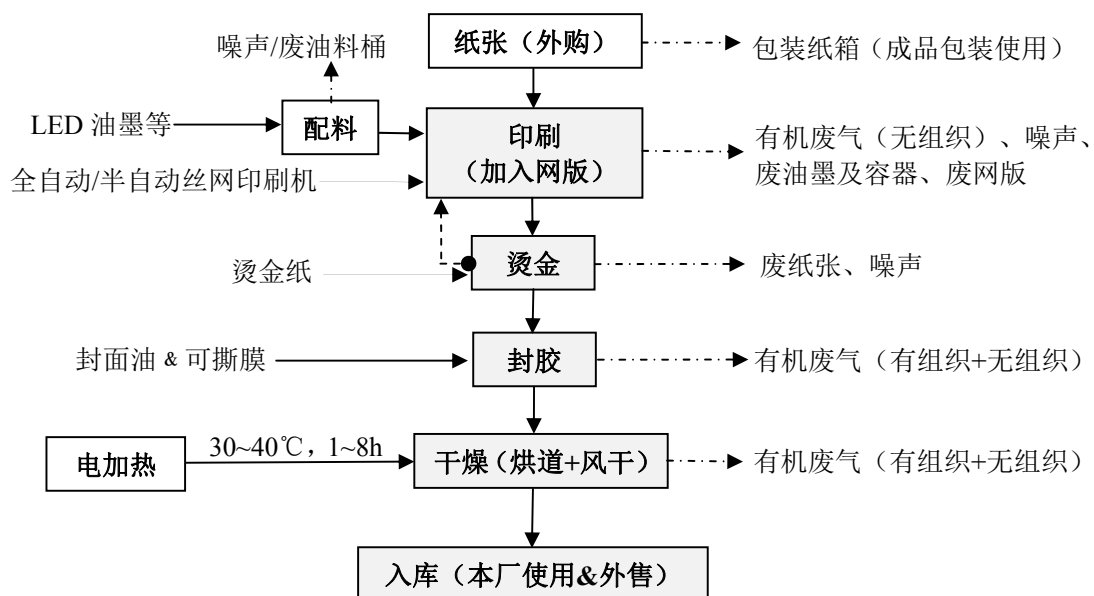 噪声/废油料桶
纸张（外购）
包装纸箱（成品包装使用）
LED 油墨等
配料
印刷
（加入网版）
有机废气（无组织）、噪声、
废油墨及容器、废网版
全自动/半自动丝网印刷机
烫金纸
烫金
废纸张、噪声
封面油 & 可撕膜
封胶
有机废气（有组织+无组织）
电加热
30~40℃，1~8h
干燥（烘道+风干）
有机废气（有组织+无组织）
入库（本厂使用&外售）